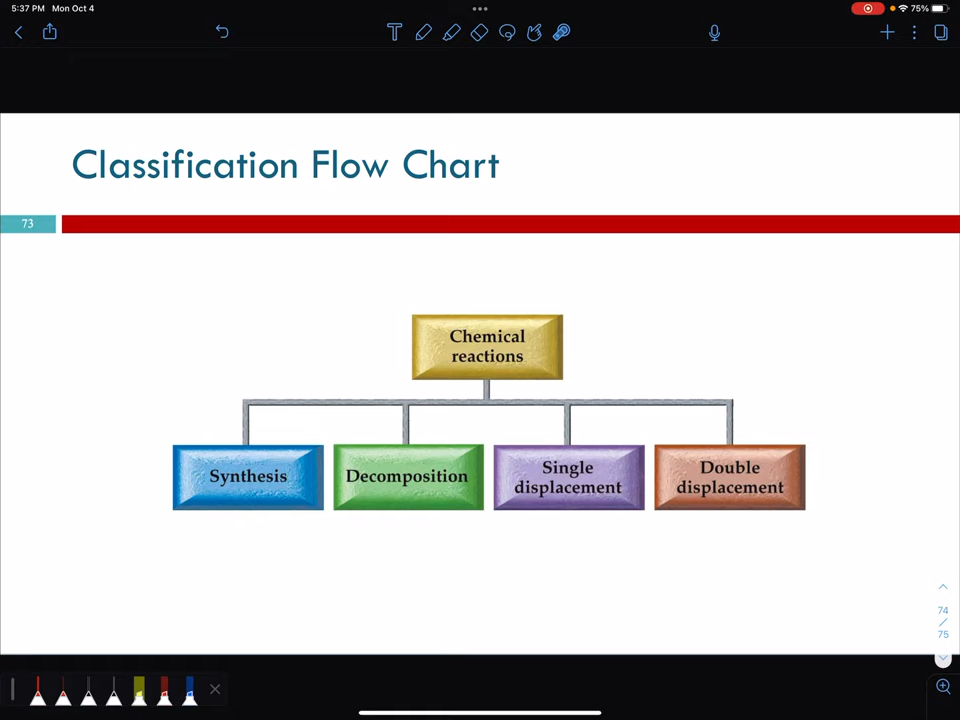 5:37 PM Mon Oct 4
75%
Classification Flow Chart
73
Chemical
reactions
Synthesis
Decomposition
Single
displacement
Double
displacement
74
/
75